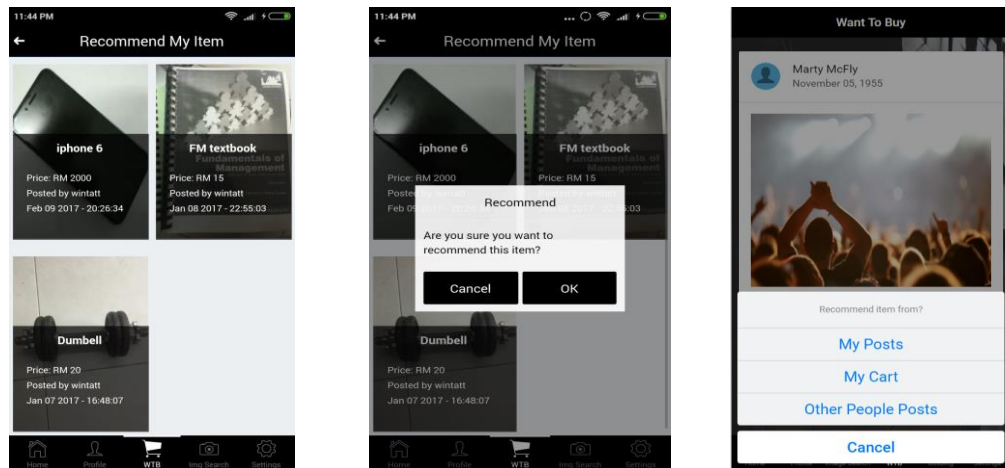 11:44 PM
Recommend My Item
iphone 6
Price: RM 2000
Posted by wintatt
Feb 09 2017 - 20:26:34
FM textbook
Fundamentals of
Management
Price: RM 15
Posted by wintatt
Jan 08 2017 - 22:55:03
Dumbell
Price: RM 20
Posted by wintatt
Jan 07 2017 - 16:48:07
Home
Profile
WTB
Img Search
Settings
11:44 PM
Recommend My Item
iphone 6
Price: RM 2000
FM textbook
Fundamentals of
Management
Price: RM 15
Recommend
Are you sure you want to
recommend this item?
Cancel
OK
Dumbell
Price: RM 20
Posted by wintatt
Jan 07 2017 - 16:48:07
Home
Profile
WTB
Img Search
Settings
Want To Buy
Marty McFly
November 05, 1955
Recommend item from?
My Posts
My Cart
Other People Posts
Cancel